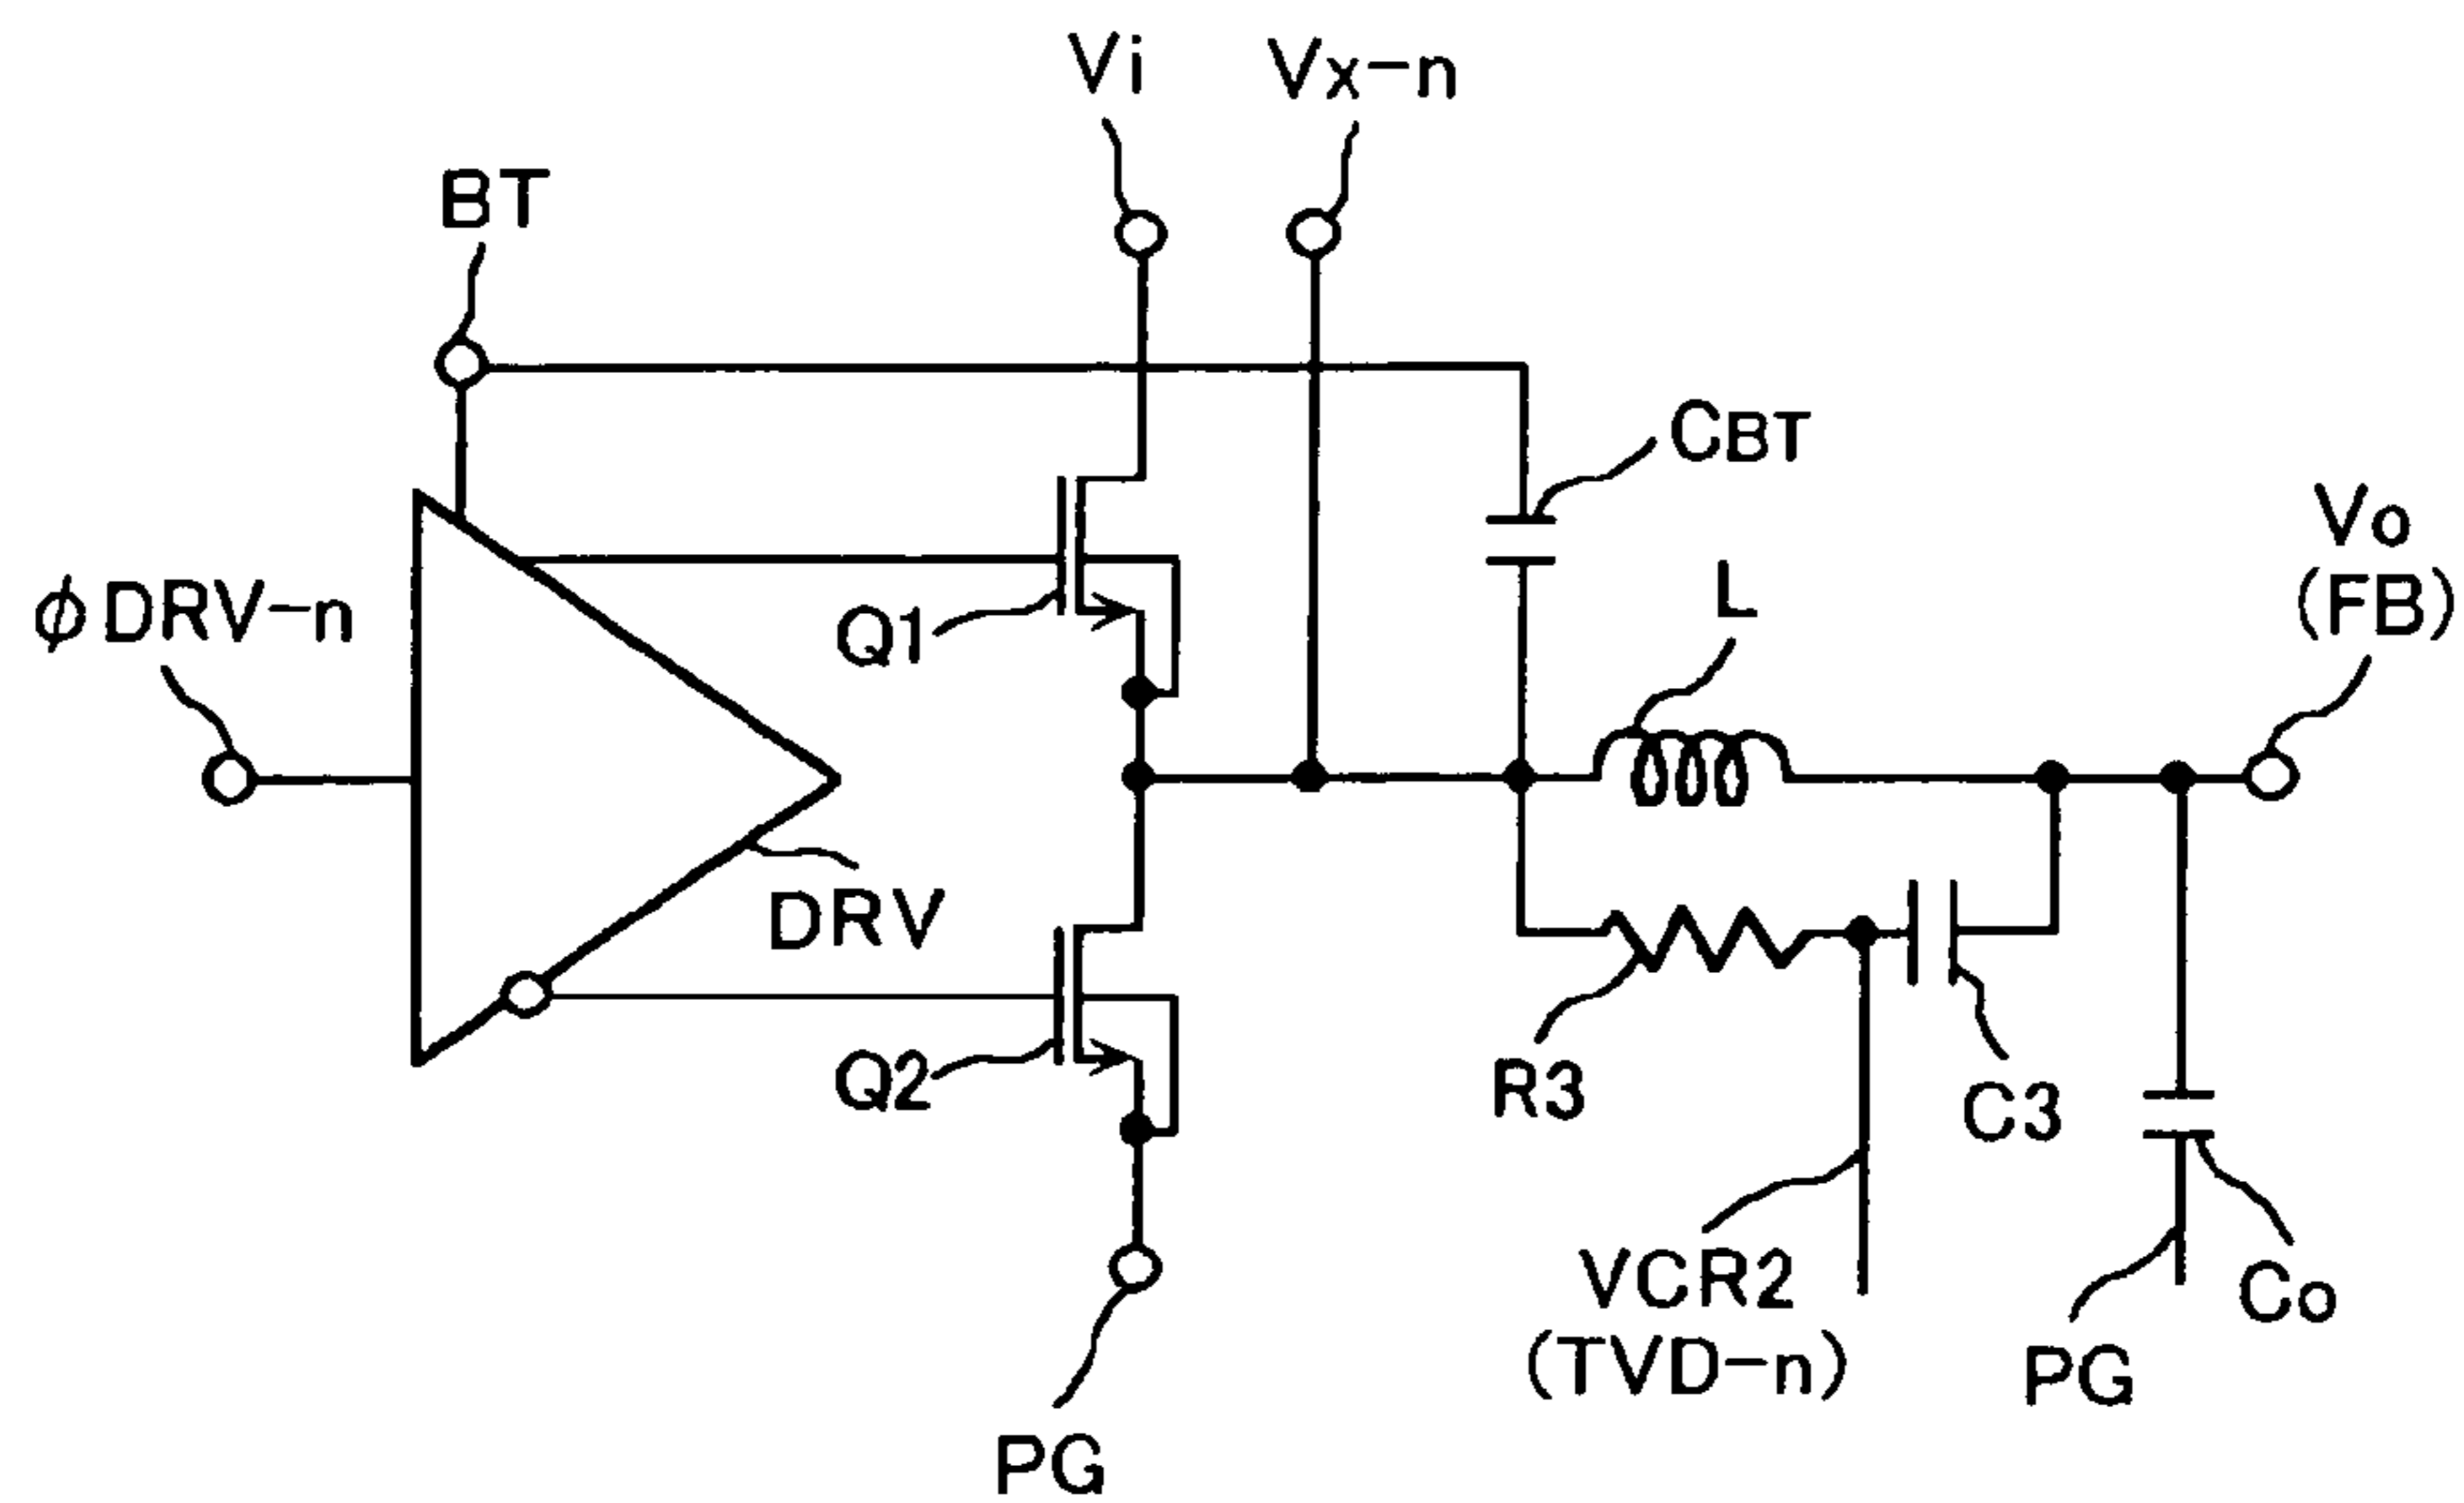 Vi
Vx-n
BT
CBT
Vo
(FB)
L
ϕDRV-n
Q1
DRV
Q2
R3
C3
VCR2
(TVD-n)
Co
PG
PG